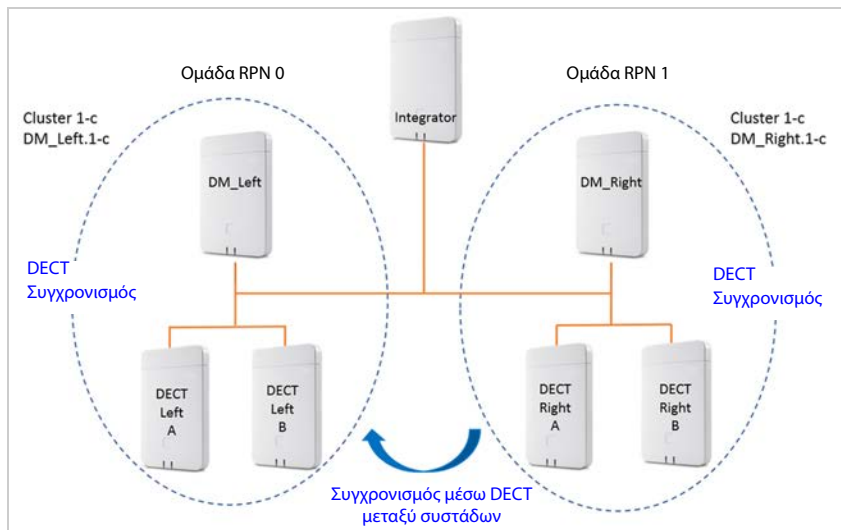 Ομάδα RPN 0
Ομάδα RPN 1
Integrator
Cluster 1-c
DM_Left.1-c
Cluster 1-c
DM_Right.1-c
DM_Left
DM_Right
DECT
Συγχρονισμός
DECT
Συγχρονισμός
DECT
Left
A
DECT
Left
B
DECT
Right
A
DECT
Right
B
Συγχρονισμός μέσω DECT
μεταξύ συστάδων